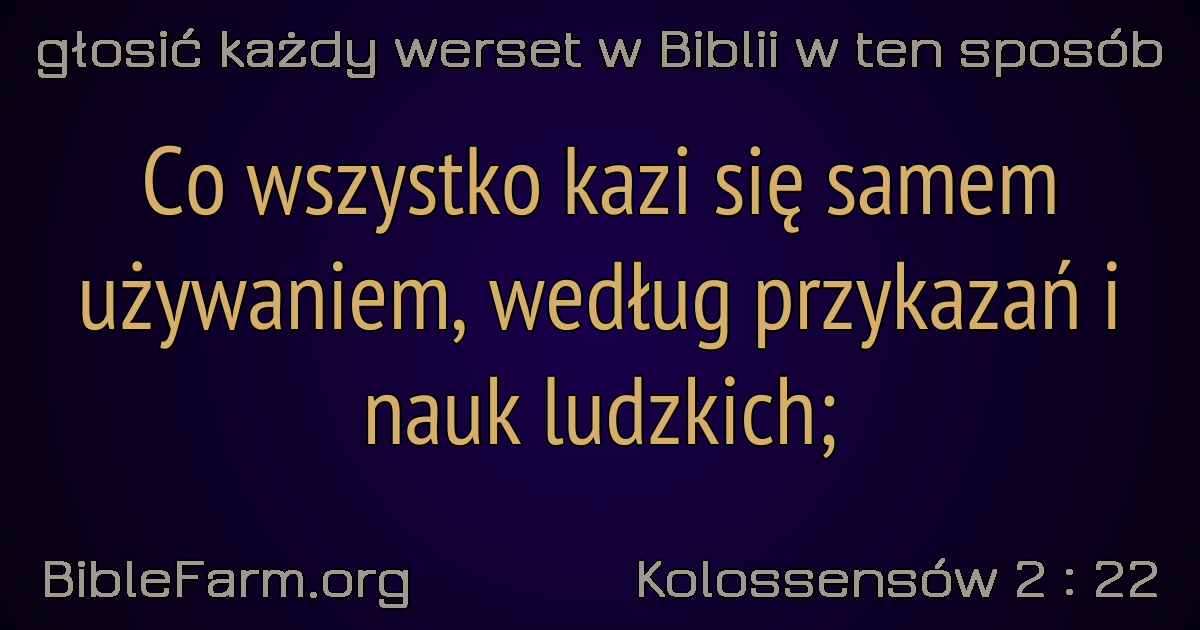 głosić każdy werset w Biblii w ten sposób
Co wszystko kazi się samem
używaniem, według przykazań i
nauk ludzkich;
BibleFarm.org
Kolossensów 2 : 22